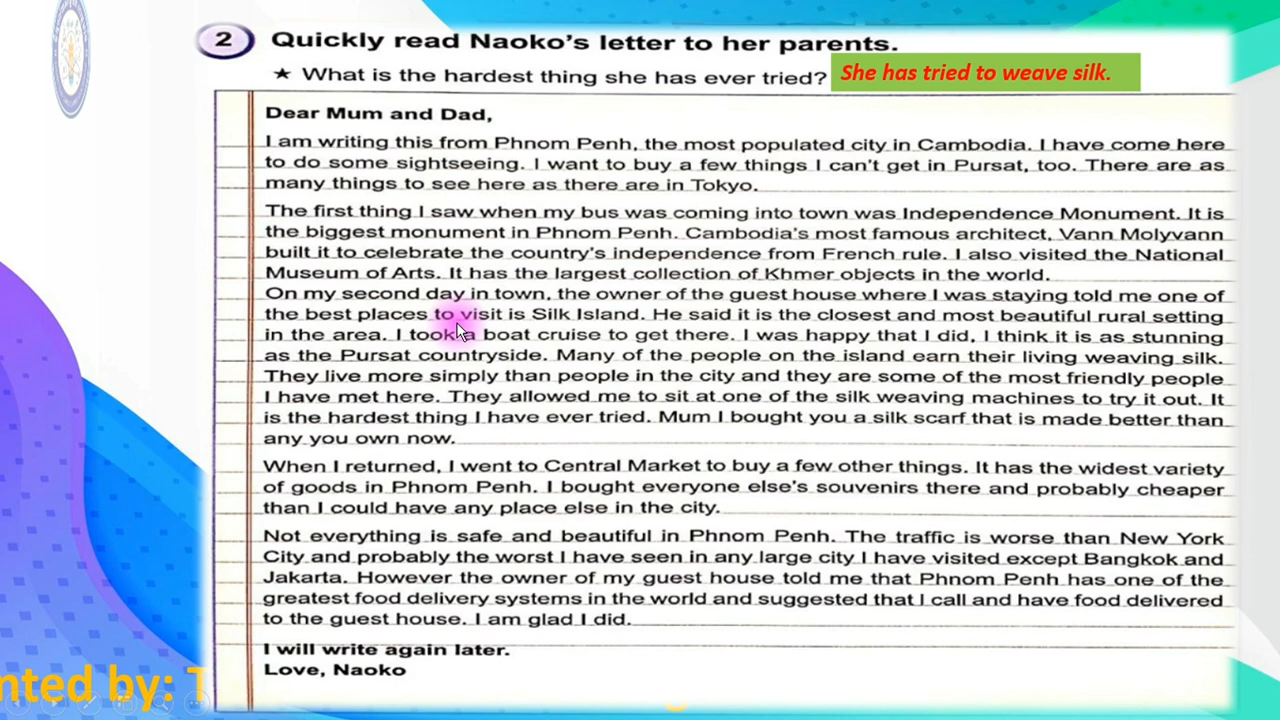 2 Quickly read Naoko's letter to her parents.
★ What is the hardest thing she has ever tried? She has tried to weave silk.
Dear Mum and Dad,
I am writing this from Phnom Penh, the most populated city in Cambodia. I have come here
to do some sightseeing. I want to buy a few things I can't get in Pursat, too. There are as
many things to see here as there are in Tokyo.
The first thing I saw when my bus was coming into town was Independence Monument. It is
the biggest monument in Phnom Penh. Cambodia's most famous architect, Vann Molyvann
built it to celebrate the country's independence from French rule. I also visited the National
Museum of Arts. It has the largest collection of Khmer objects in the world.
On my second day in town, the owner of the guest house where I was staying told me one of
the best places to visit is Silk Island. He said it is the closest and most beautiful rural setting
in the area. I took a boat cruise to get there. I was happy that I did, I think it is as stunning
as the Pursat countryside. Many of the people on the island earn their living weaving silk.
They live more simply than people in the city and they are some of the most friendly people
I have met here. They allowed me to sit at one of the silk weaving machines to try it out. It
is the hardest thing I have ever tried. Mum I bought you a silk scarf that is made better than
any you own now.
When I returned, I went to Central Market to buy a few other things. It has the widest variety
of goods in Phnom Penh. I bought everyone else's souvenirs there and probably cheaper
than I could have any place else in the city.
Not everything is safe and beautiful in Phnom Penh. The traffic is worse than New York
City and probably the worst I have seen in any large city I have visited except Bangkok and
Jakarta. However the owner of my guest house told me that Phnom Penh has one of the
greatest food delivery systems in the world and suggested that I call and have food delivered
to the guest house. I am glad I did.
I will write again later.
Love, Naoko
nted by: T